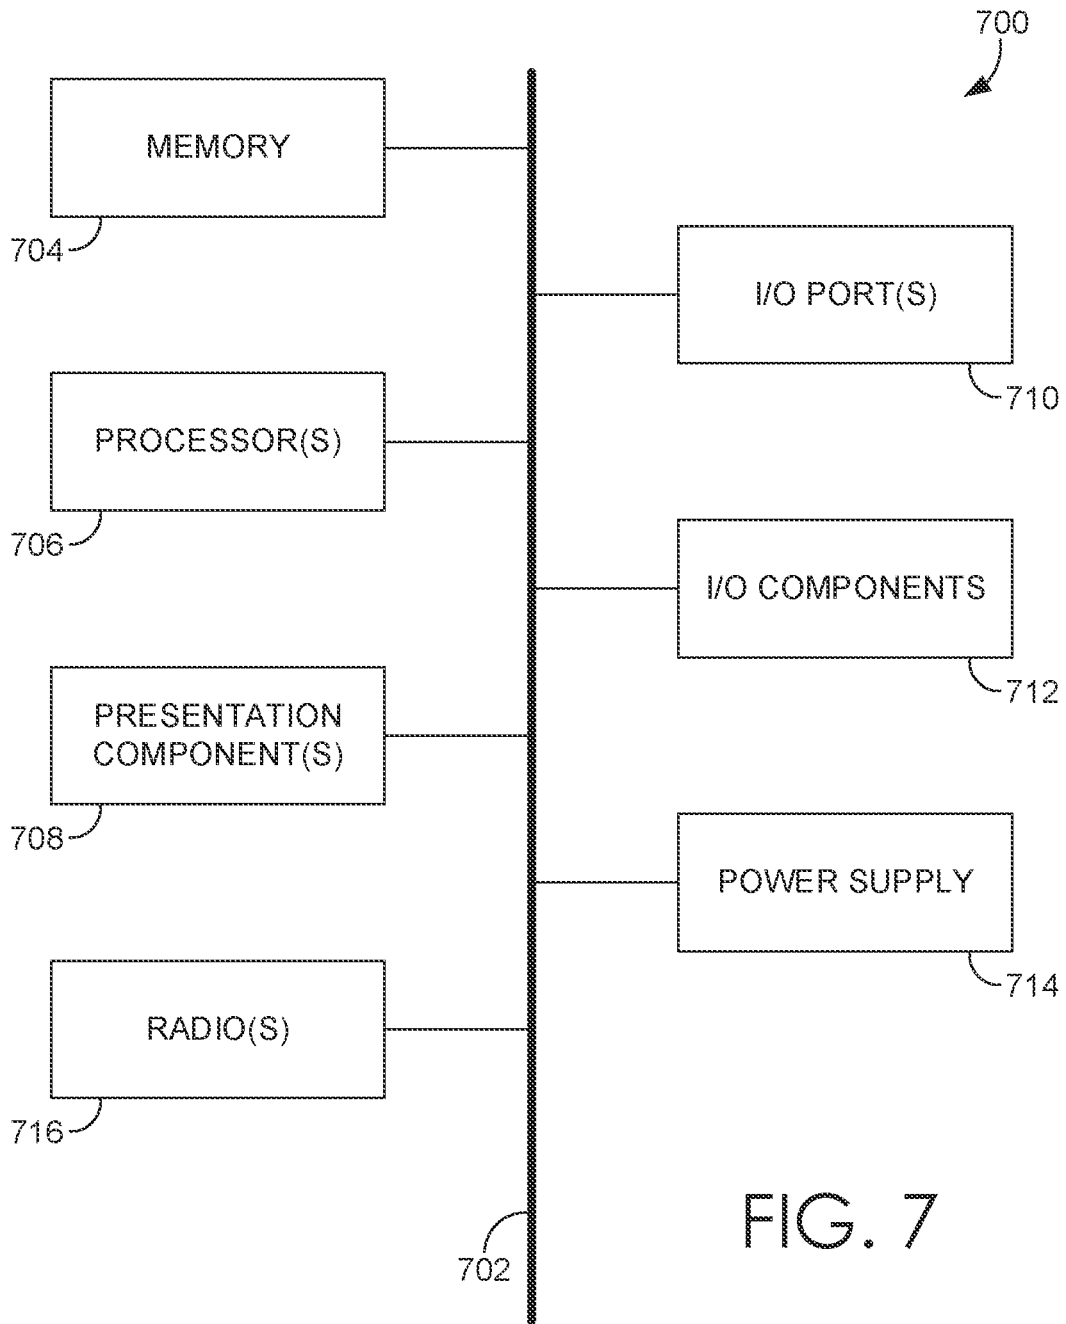 700
MEMORY
704
I/O PORT(S)
710
PROCESSOR(S)
706
I/O COMPONENTS
712
PRESENTATION
COMPONENT(S)
708
POWER SUPPLY
714
RADIO(S)
716
702
FIG. 7